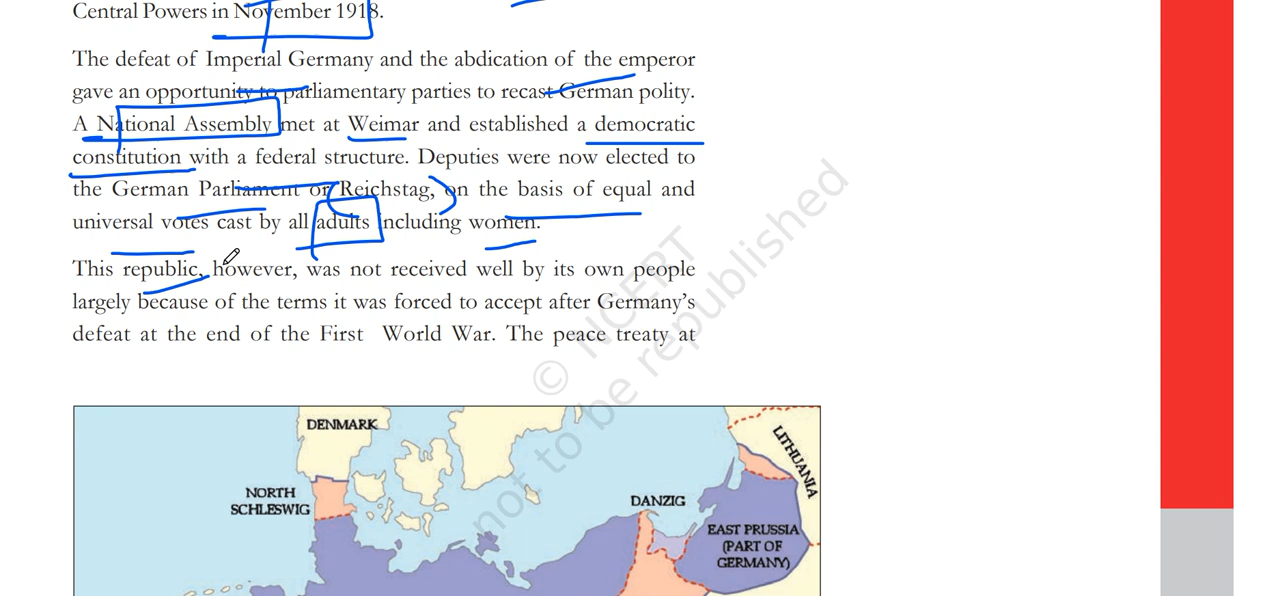 Central Powers in November 1918.
The defeat of Imperial Germany and the abdication of the emperor
gave an opportunity to parliamentary parties to recast German polity.
A National Assembly met at Weimar and established a democratic
constitution with a federal structure. Deputies were now elected to
the German Parliament or Reichstag, on the basis of equal and
universal votes cast by all adults including women.
This republic, however, was not received well by its own people
largely because of the terms it was forced to accept after Germany's
defeat at the end of the First World War. The peace treaty at
© NCERT
not to be republished
DENMARK
LITHUANIA
NORTH
SCHLESWIG
DANZIG
EAST PRUSSIA
(PART OF
GERMANY)